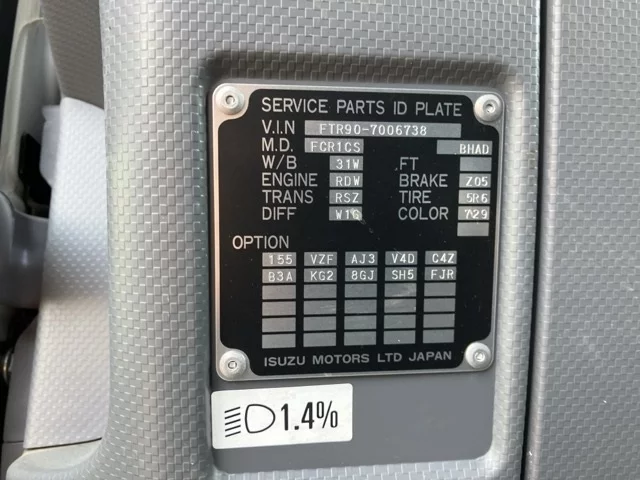 SERVICE PARTS ID PLATE
V.I.N FTR90-7006738
M.D. FCR1CS BHAD
W/B 31W FT
ENGINE RDW BRAKE Z05
TRANS RSZ TIRE 5R6
DIFF W1G COLOR 729
OPTION
155 VZF AJ3 V4D C4Z
B3A KG2 8GJ SH5 FJR
ISUZU MOTORS LTD JAPAN
1.4%